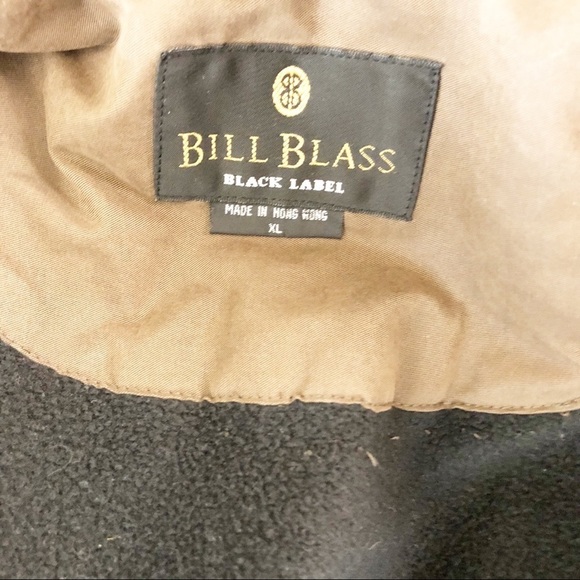 BILL BLASS
BLACK LABEL
MADE IN HONG KONG
XL